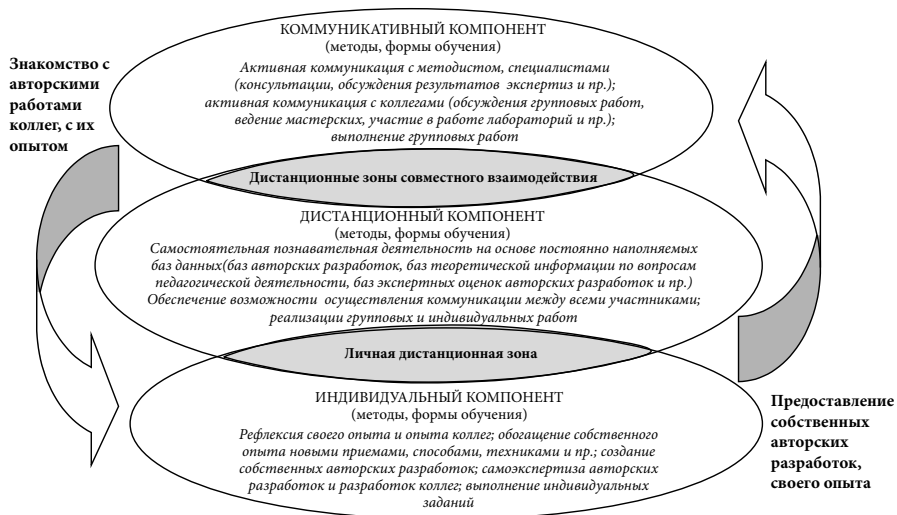 КОММУНИКАТИВНЫЙ КОМПОНЕНТ
(методы, формы обучения)
Активная коммуникация с методистом, специалистами
(консультации, обсуждения результатов экспертиз и пр.);
активная коммуникация с коллегами (обсуждения групповых работ,
ведение мастерских, участие в работе лабораторий и пр.);
выполнение групповых работ
Знакомство с
авторскими
работами
коллег, с их
опытом
Дистанционные зоны совместного взаимодействия
ДИСТАНЦИОННЫЙ КОМПОНЕНТ
(методы, формы обучения)
Самостоятельная познавательная деятельность на основе постоянно наполняемых
баз данных(баз авторских разработок, баз теоретической информации по вопросам
педагогической деятельности, баз экспертных оценок авторских разработок и пр.)
Обеспечение возможности осуществления коммуникации между всеми участниками;
реализации групповых и индивидуальных работ
Личная дистанционная зона
ИНДИВИДУАЛЬНЫЙ КОМПОНЕНТ
(методы, формы обучения)
Рефлексия своего опыта и опыта коллег; обогащение собственного
опыта новыми приемами, способами, техниками и пр.; создание
собственных авторских разработок; самоэкспертиза авторских
разработок и разработок коллег; выполнение индивидуальных
заданий
Предоставление
собственных
авторских
разработок,
своего опыта